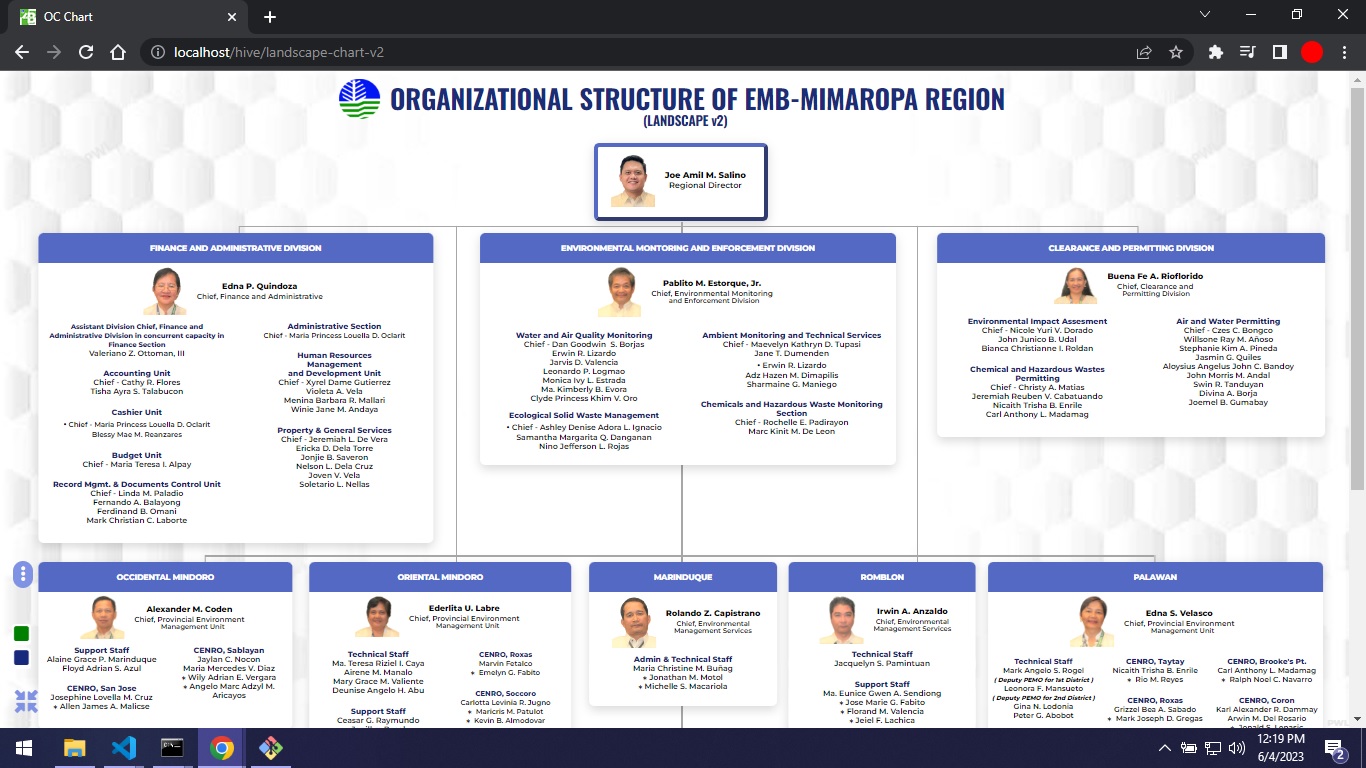 OC Chart
localhost/hive/landscape-chart-v2
ORGANIZATIONAL STRUCTURE OF EMB-MIMAROPA REGION
(LANDSCAPE v2)
Joe Amil M. Salino
Regional Director
FINANCE AND ADMINISTRATIVE DIVISION
Edna P. Quindoza
Chief, Finance and Administrative
Assistant Division Chief, Finance and
Administrative Division in concurrent capacity in
Finance Section
Valeriano Z. Ottoman, III
Accounting Unit
Chief - Cathy R. Flores
Tisha Ayra S. Talabucon
Cashier Unit
• Chief - Maria Princess Louella D. Oclarit
Blessy Mae M. Reanzares
Budget Unit
Chief - Maria Teresa I. Alpay
Record Mgmt. & Documents Control Unit
Chief - Linda M. Paladio
Fernando A. Balayong
Ferdinand B. Omani
Mark Christian C. Laborte
Administrative Section
Chief - Maria Princess Louella D. Oclarit
Human Resources
Management
and Development Unit
Chief - Xyrel Dame Gutierrez
Violeta A. Vela
Menina Barbara R. Mallari
Winie Jane M. Andaya
Property & General Services
Chief - Jeremiah L. De Vera
Ericka D. Dela Torre
Jonjie B. Saveron
Nelson L. Dela Cruz
Joven V. Vela
Soletario L. Nellas
ENVIRONMENTAL MONTORING AND ENFORCEMENT DIVISION
Pablito M. Estorque, Jr.
Chief, Environmental Monitoring
and Enforcement Division
Water and Air Quality Monitoring
Chief - Dan Goodwin S. Borjas
Erwin R. Lizardo
Jarvis D. Valencia
Leonardo P. Logmao
Monica Ivy L. Estrada
Ma. Kimberly B. Evora
Clyde Princess Khim V. Oro
Ecological Solid Waste Management
• Chief - Ashley Denise Adora L. Ignacio
Samantha Margarita Q. Danganan
Nino Jefferson L. Rojas
Ambient Monitoring and Technical Services
Chief - Maevelyn Kathryn D. Tupasi
Jane T. Dumenden
• Erwin R. Lizardo
Adz Hazen M. Dimapilis
Sharmaine G. Maniego
Chemicals and Hazardous Waste Monitoring
Section
Chief - Rochelle E. Padirayon
Marc Kinit M. De Leon
CLEARANCE AND PERMITTING DIVISION
Buena Fe A. Rioflorido
Chief, Clearance and
Permitting Division
Environmental Impact Assesment
Chief - Nicole Yuri V. Dorado
John Junico B. Udal
Bianca Christianne I. Roldan
Chemical and Hazardous Wastes
Permitting
Chief - Christy A. Matias
Jeremiah Reuben V. Cabatuando
Nicaith Trisha B. Enrile
Carl Anthony L. Madamag
Air and Water Permitting
Chief - Czes C. Bongco
Willsone Ray M. Añoso
Stephanie Kim A. Pineda
Jasmin G. Quiles
Aloysius Angelus John C. Bandoy
John Morris M. Andal
Swin R. Tanduyan
Divina A. Borja
Joemel B. Gumabay
OCCIDENTAL MINDORO
Alexander M. Coden
Chief, Provincial Environment
Management Unit
Support Staff
Alaine Grace P. Marinduque
Floyd Adrian S. Azul
CENRO, San Jose
Josephine Lovella M. Cruz
* Allen James A. Malicse
CENRO, Sablayan
Jaylan C. Nocon
Maria Mercedes V. Diaz
* Wily Adrian E. Vergara
* Angelo Marc Adzyl M.
Aricayos
ORIENTAL MINDORO
Ederlita U. Labre
Chief, Provincial Environment
Management Unit
Technical Staff
Ma. Teresa Riziel I. Caya
Airene M. Manalo
Mary Grace M. Valiente
Deunise Angelo H. Abu
Support Staff
Ceasar G. Raymundo
CENRO, Roxas
Marvin Fetalco
* Emelyn G. Fabito
CENRO, Soccoro
Carlotta Levinia R. Jugno
* Maricris M. Patulot
* Kevin B. Almodovar
MARINDUQUE
Rolando Z. Capistrano
Chief, Environmental
Management Services
Admin & Technical Staff
Maria Christine M. Buñag
* Jonathan M. Motol
* Michelle S. Macariola
ROMBLON
Irwin A. Anzaldo
Chief, Environmental
Management Services
Technical Staff
Jacquelyn S. Pamintuan
Support Staff
Ma. Eunice Gwen A. Sendiong
* Jose Marie G. Fabito
* Florand M. Valencia
* Jeiel F. Lachica
PALAWAN
Edna S. Velasco
Chief, Provincial Environment
Management Unit
Technical Staff
Mark Angelo S. Rogel
( Deputy PEMO for 1st District )
Leonora F. Mansueto
( Deputy PEMO for 2nd District )
Gina N. Lodonia
Peter G. Abobot
CENRO, Taytay
Nicaith Trisha B. Enrile
* Rio M. Reyes
CENRO, Roxas
Grizzel Bea A. Sabado
* Mark Joseph D. Gregas
CENRO, Brooke's Pt.
Carl Anthony L. Madamag
* Ralph Noel C. Navarro
CENRO, Coron
Karl Alexander R. Dammay
Arwin M. Del Rosario
12:19 PM
6/4/2023
2